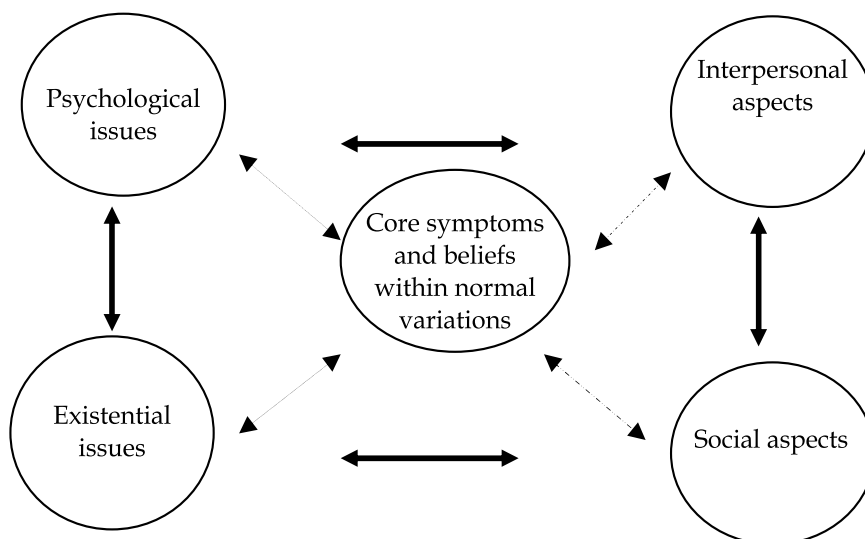 Psychological
issues
Interpersonal
aspects
Core symptoms
and beliefs
within normal
variations
Existential
issues
Social aspects